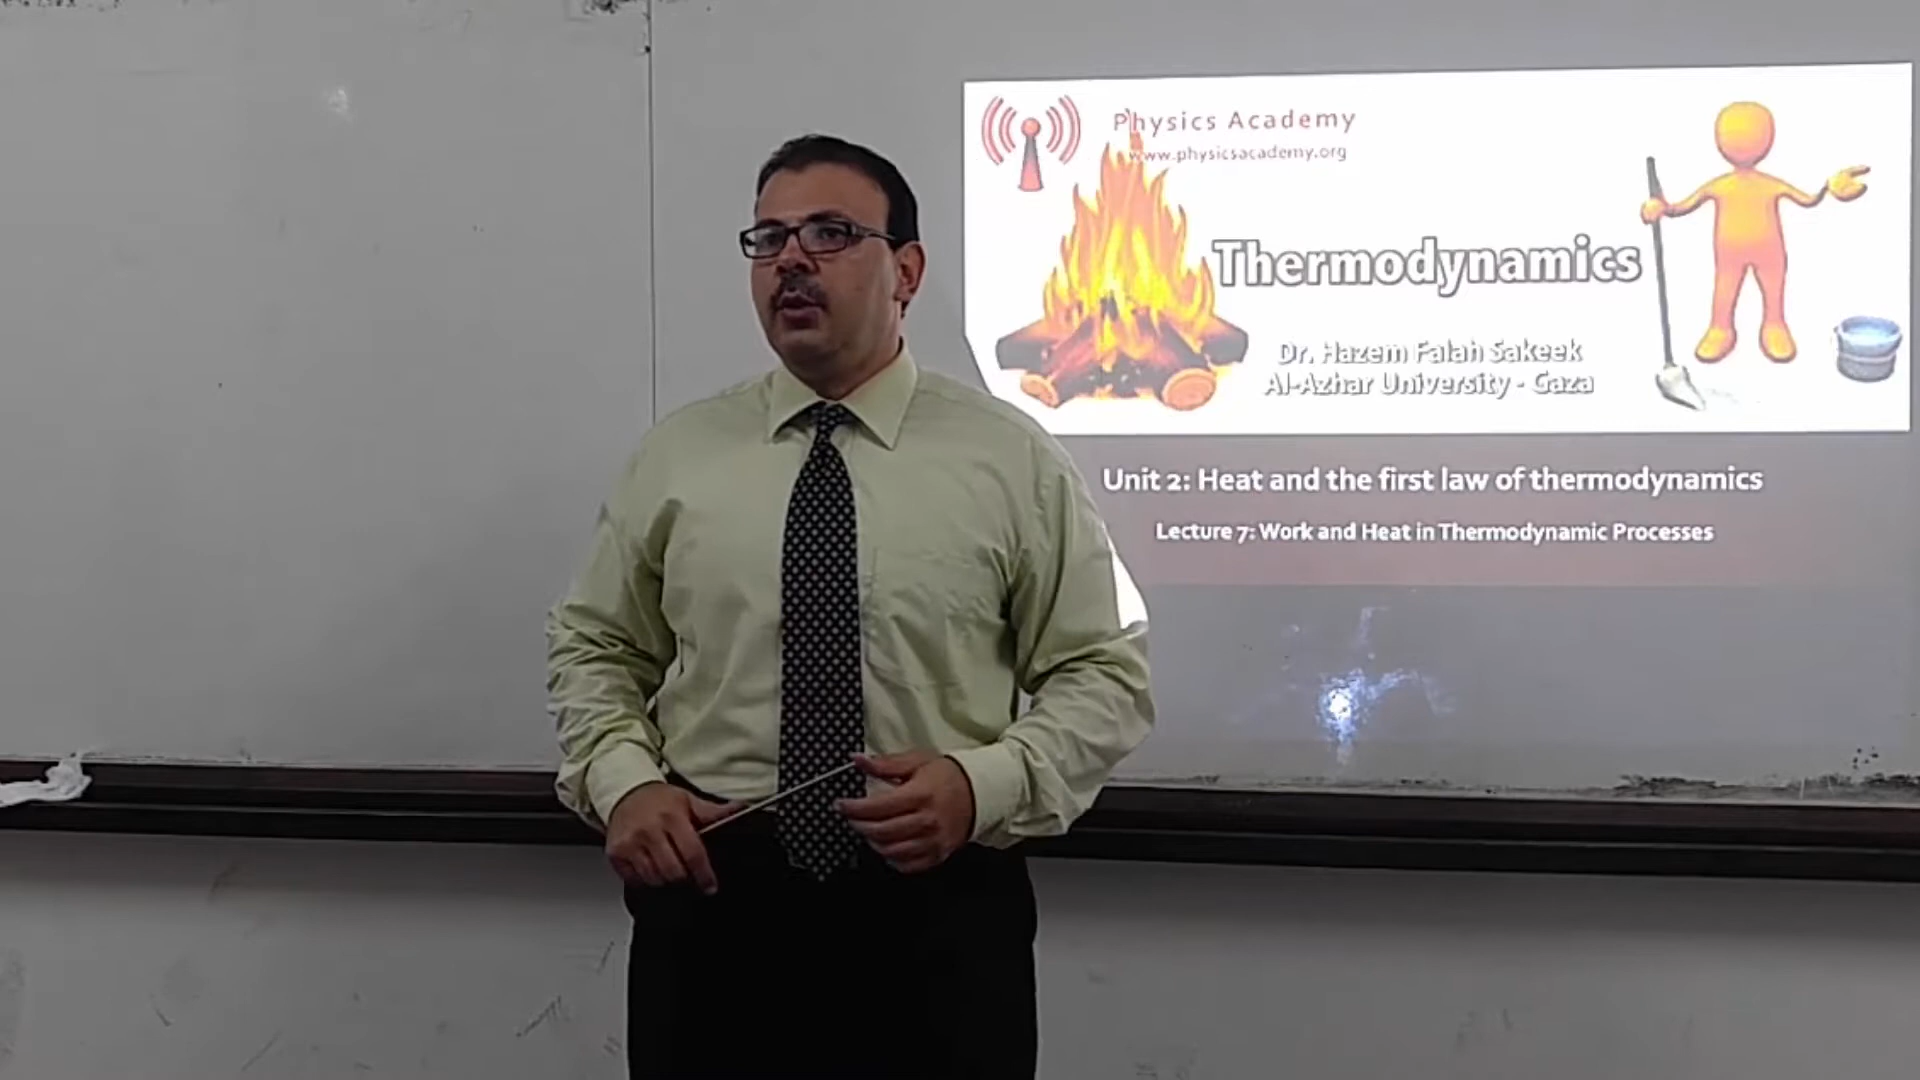 Physics Academy
www.physicsacademy.org
Thermodynamics
Dr. Hazem Falah Sakeek
Al-Azhar University - Gaza
Unit 2: Heat and the first law of thermodynamics
Lecture 7: Work and Heat in Thermodynamic Processes